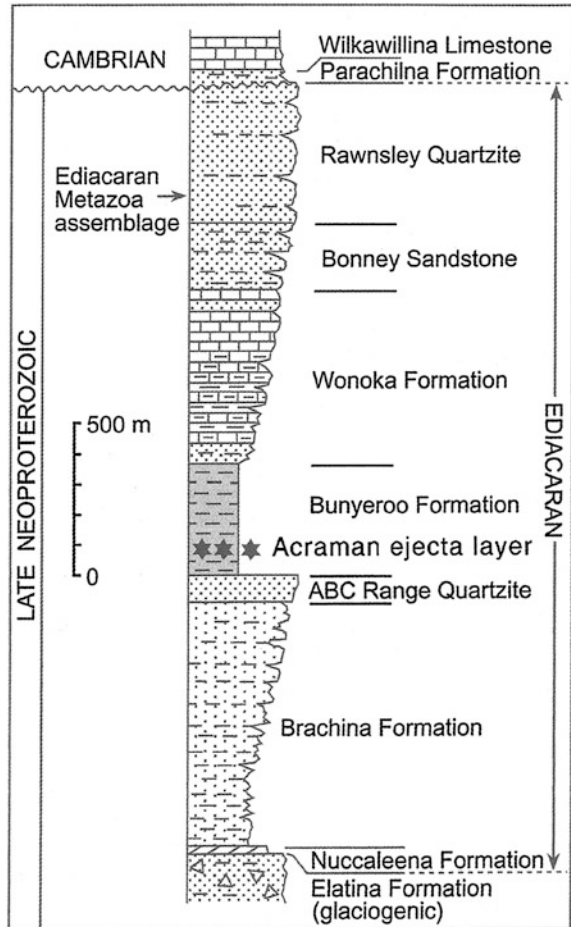 CAMBRIAN
Wilkawillina Limestone
Parachilna Formation
Rawnsley Quartzite
Ediacaran
Metazoa
assemblage
Bonney Sandstone
Wonoka Formation
500 m
0
Bunyeroo Formation
Acraman ejecta layer
ABC Range Quartzite
Brachina Formation
Nuccaleena Formation
Elatina Formation
(glaciogenic)
LATE NEOPROTEROZOIC
EDIACARAN